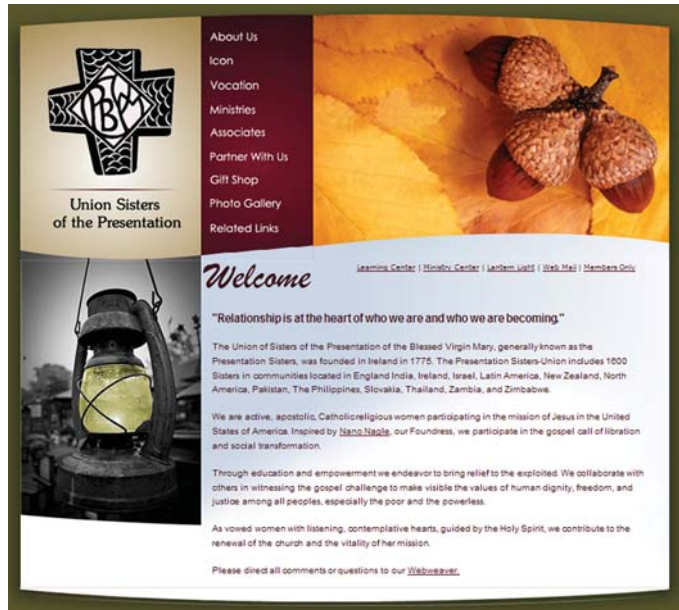 PBVM
Union Sisters
of the Presentation
About Us
Icon
Vocation
Ministries
Associates
Partner With Us
Gift Shop
Photo Gallery
Related Links
Welcome
Learning Center | Ministry Center | Lantern Light | Web Mail | Members Only
"Relationship is at the heart of who we are and who we are becoming."
The Union of Sisters of the Presentation of the Blessed Virgin Mary, generally known as the
Presentation Sisters, was founded in Ireland in 1775. The Presentation Sisters-Union includes 1600
Sisters in communities located in England India, Ireland, Israel, Latin America, New Zealand, North
America, Pakistan, The Philippines, Slovakia, Thailand, Zambia, and Zimbabwe.
We are active, apostolic, Catholic religious women participating in the mission of Jesus in the United
States of America. Inspired by Nano Nagle, our Foundress, we participate in the gospel call of libration
and social transformation.
Through education and empowerment we endeavor to bring relief to the exploited. We collaborate with
others in witnessing the gospel challenge to make visible the values of human dignity, freedom, and
justice among all peoples, especially the poor and the powerless.
As vowed women with listening, contemplative hearts, guided by the Holy Spirit, we contribute to the
renewal of the church and the vitality of her mission.
Please direct all comments or questions to our Webweaver.